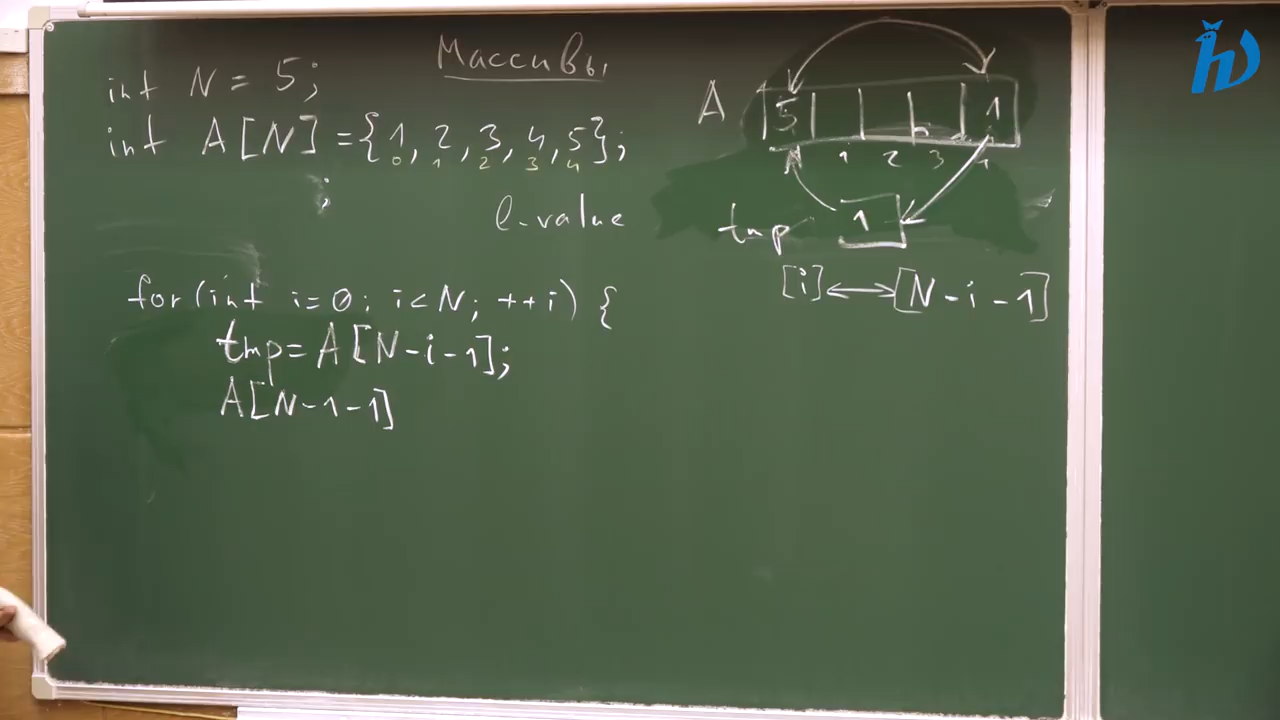 Массивы
int N = 5;
int A[N] = {1, 2, 3, 4, 5};
0 1 2 3 4
;
l-value
for (int i=0; i<N; ++i) {
tmp = A[N-i-1];
A[N-1-1]
A 5 1
1 2 3
tmp 1
[i] ↔ [N-i-1]